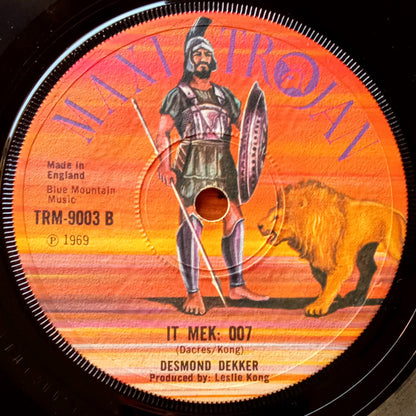 MAXI TROJAN
Made in
England
Blue Mountain
Music
TRM-9003 B
Ⓟ 1969
IT MEK: 007
(Dacres/Kong)
DESMOND DEKKER
Produced by: Leslie Kong